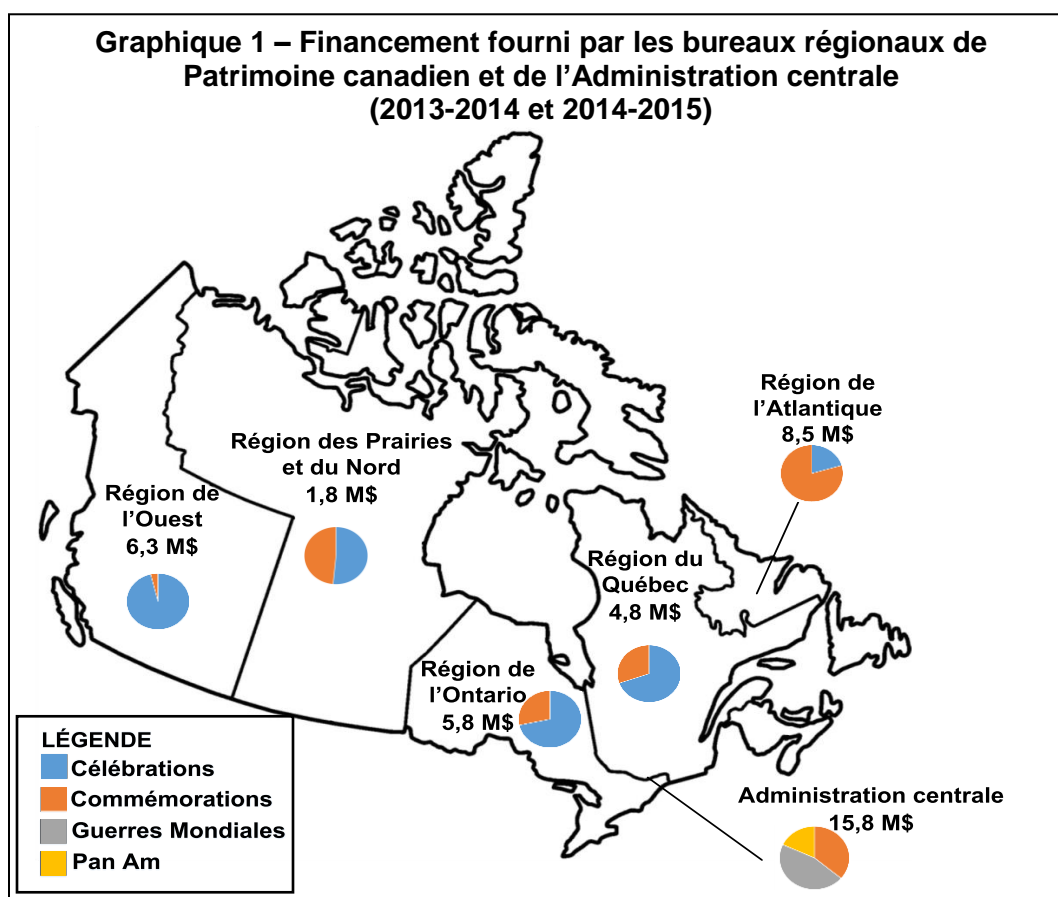 Graphique 1 – Financement fourni par les bureaux régionaux de
Patrimoine canadien et de l’Administration centrale
(2013-2014 et 2014-2015)
Région de
l’Atlantique
8,5 M$
Région des Prairies
et du Nord
1,8 M$
Région de
l’Ouest
6,3 M$
Région du
Québec
4,8 M$
Région de
l’Ontario
5,8 M$
LÉGENDE
Célébrations
Commémorations
Guerres Mondiales
Pan Am
Administration centrale
15,8 M$